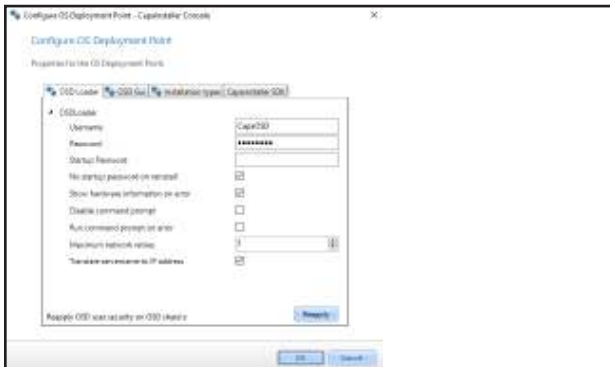 Configure OS Deployment Point - CapaInstaller Console
Configure OS Deployment Point
Properties for the OS Deployment Point.
OSD Loader OSD Gui Installation types CapaInstaller SDK
OSDLoader
Username CapaOSD
Password ••••••••
Startup Password
No startup password on reinstall
Show hardware information on error
Disable command prompt
Run command prompt on error
Maximum network retries
Translate servername to IP address
Reapply OSD user security on OSD share's Reapply
OK Cancel